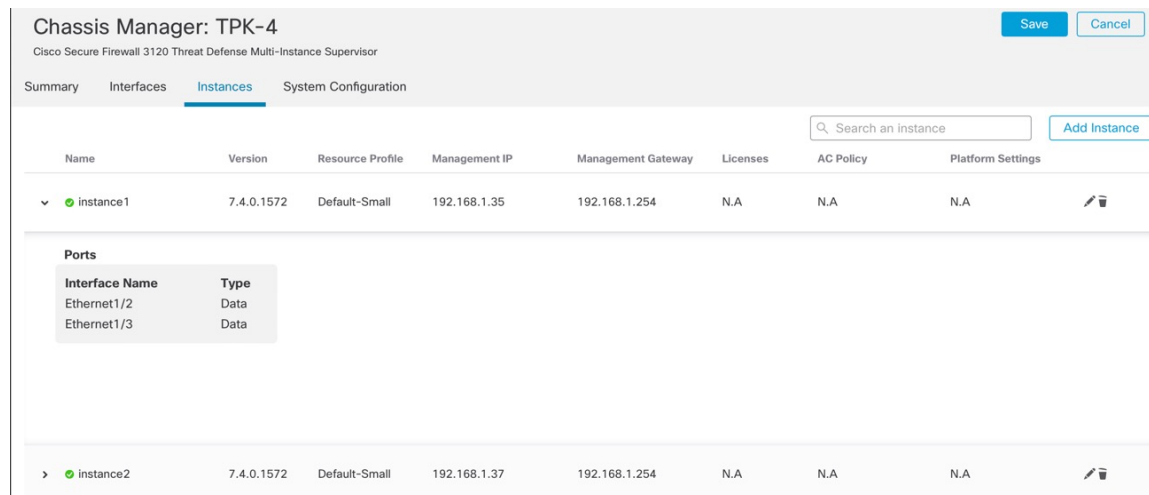 Chassis Manager: TPK-4
Save
Cancel
Cisco Secure Firewall 3120 Threat Defense Multi-Instance Supervisor
Summary Interfaces Instances System Configuration
Search an instance
Add Instance
Name Version Resource Profile Management IP Management Gateway Licenses AC Policy Platform Settings
instance1 7.4.0.1572 Default-Small 192.168.1.35 192.168.1.254 N.A N.A N.A
Ports
Interface Name Type
Ethernet1/2 Data
Ethernet1/3 Data
instance2 7.4.0.1572 Default-Small 192.168.1.37 192.168.1.254 N.A N.A N.A